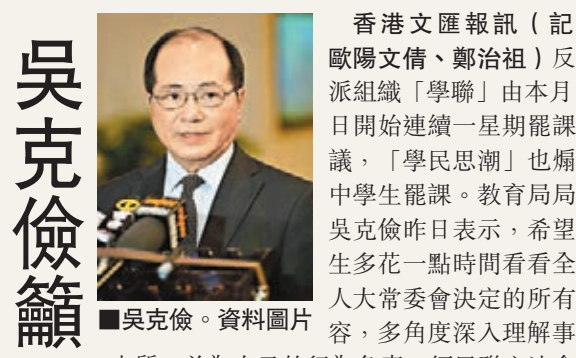 吳克儉籲
■吳克儉。資料圖片
香港文匯報訊（記
歐陽文倩、鄭治祖）反
派組織「學聯」由本月
日開始連續一星期罷課
議，「學民思潮」也煽
中學生罷課。教育局局
吳克儉昨日表示，希望
生多花一點時間看看全
人大常委會決定的所有
容，多角度深入理解事